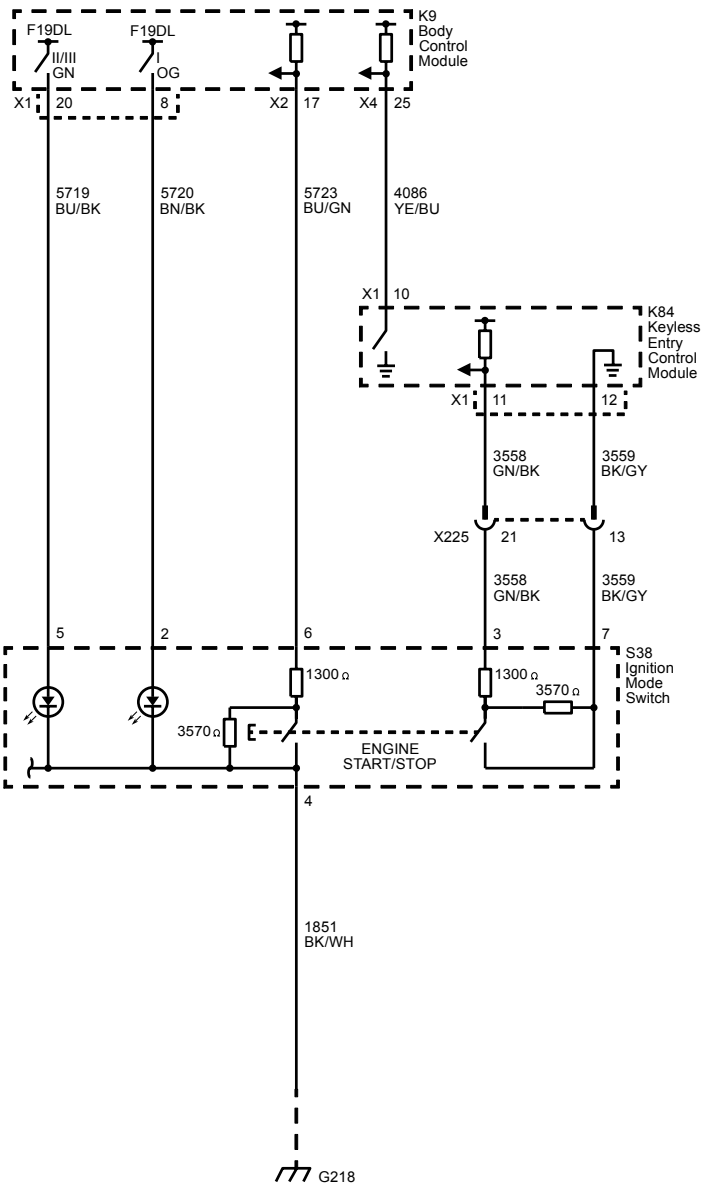 K9
Body
Control
Module
F19DL
F19DL
II/III
GN
I
OG
X1 20
8
X2 17
X4 25
5719
BU/BK
5720
BN/BK
5723
BU/GN
4086
YE/BU
X1 10
K84
Keyless
Entry
Control
Module
X1 11
12
3558
GN/BK
3559
BK/GY
X225 21
13
3558
GN/BK
3559
BK/GY
5
2
6
3
7
S38
Ignition
Mode
Switch
1300 Ω
1300 Ω
3570 Ω
3570 Ω
ENGINE
START/STOP
4
1851
BK/WH
G218